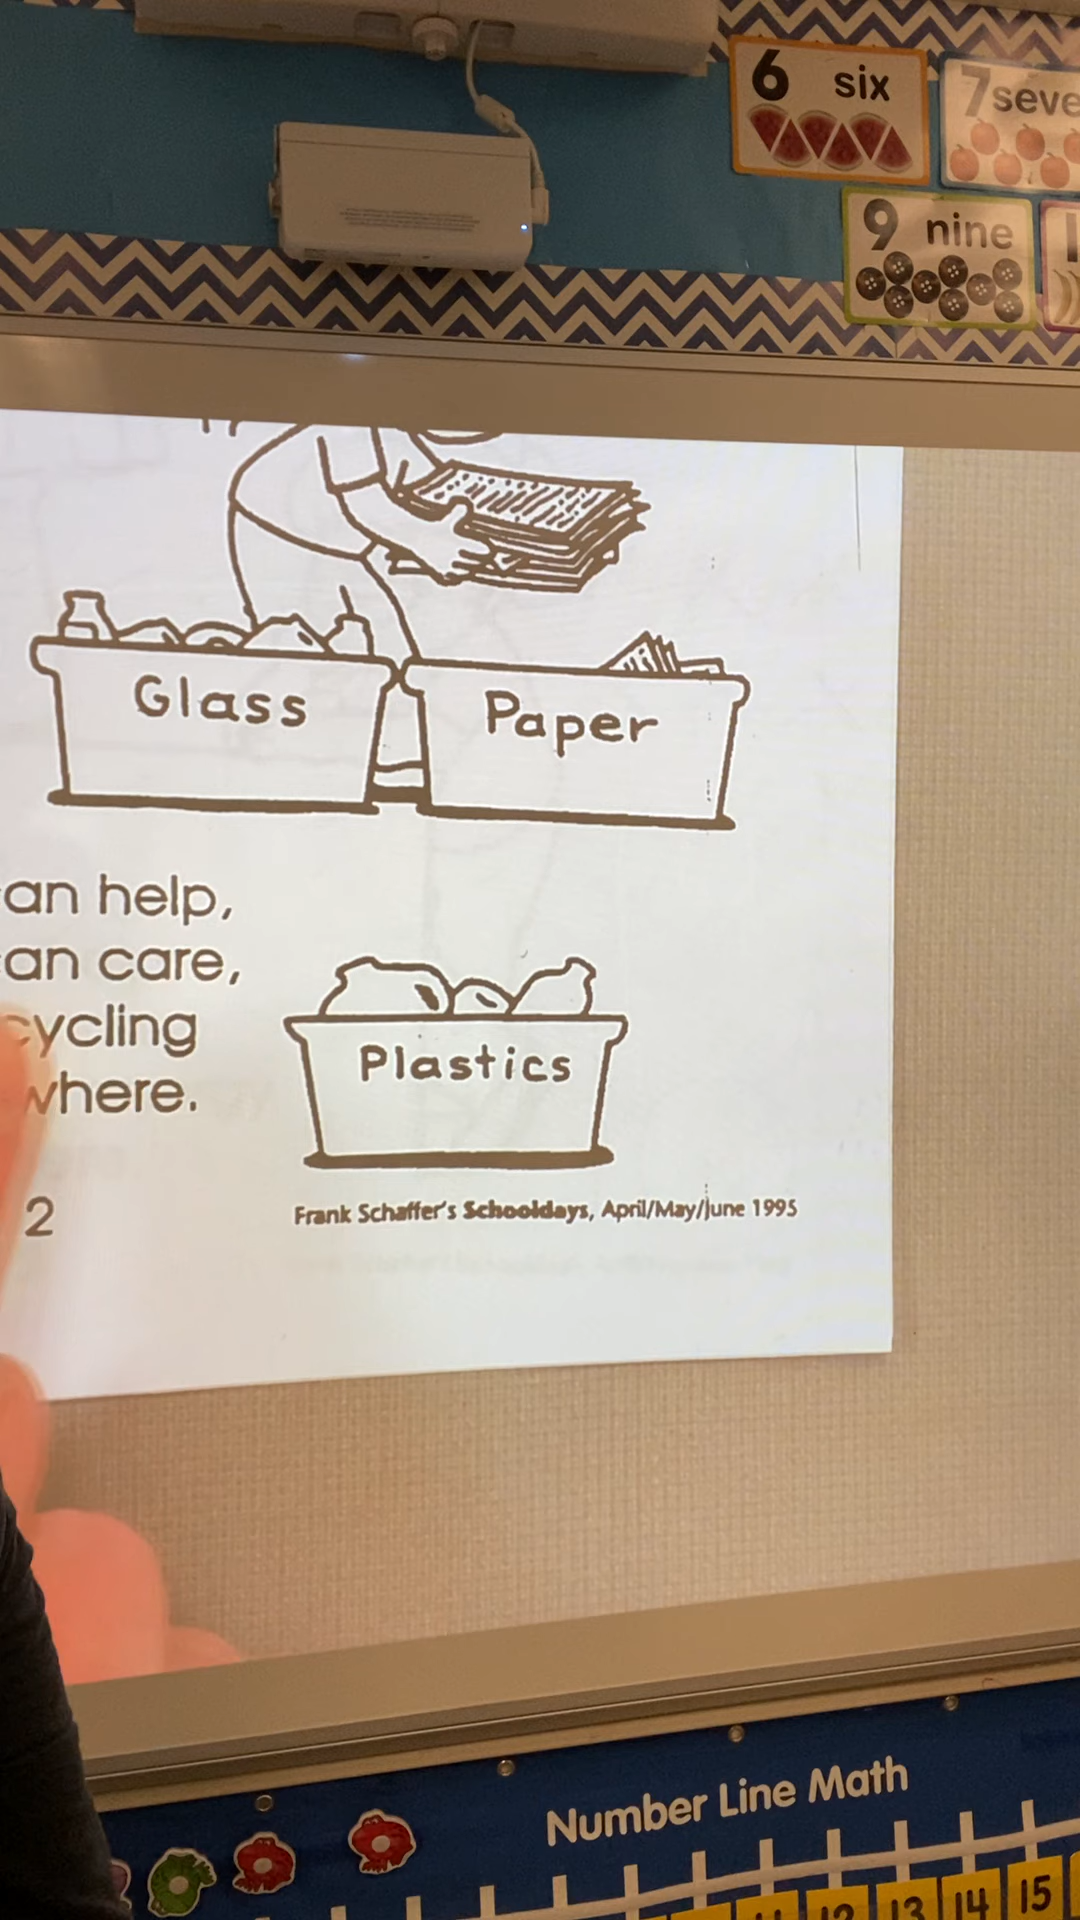 6 six
9 nine
Glass
Paper
an help,
an care,
cycling
where.
Plastics
2
Frank Schaffer's Schooldays, April/May/June 1995
Number Line Math
12 13 14 15